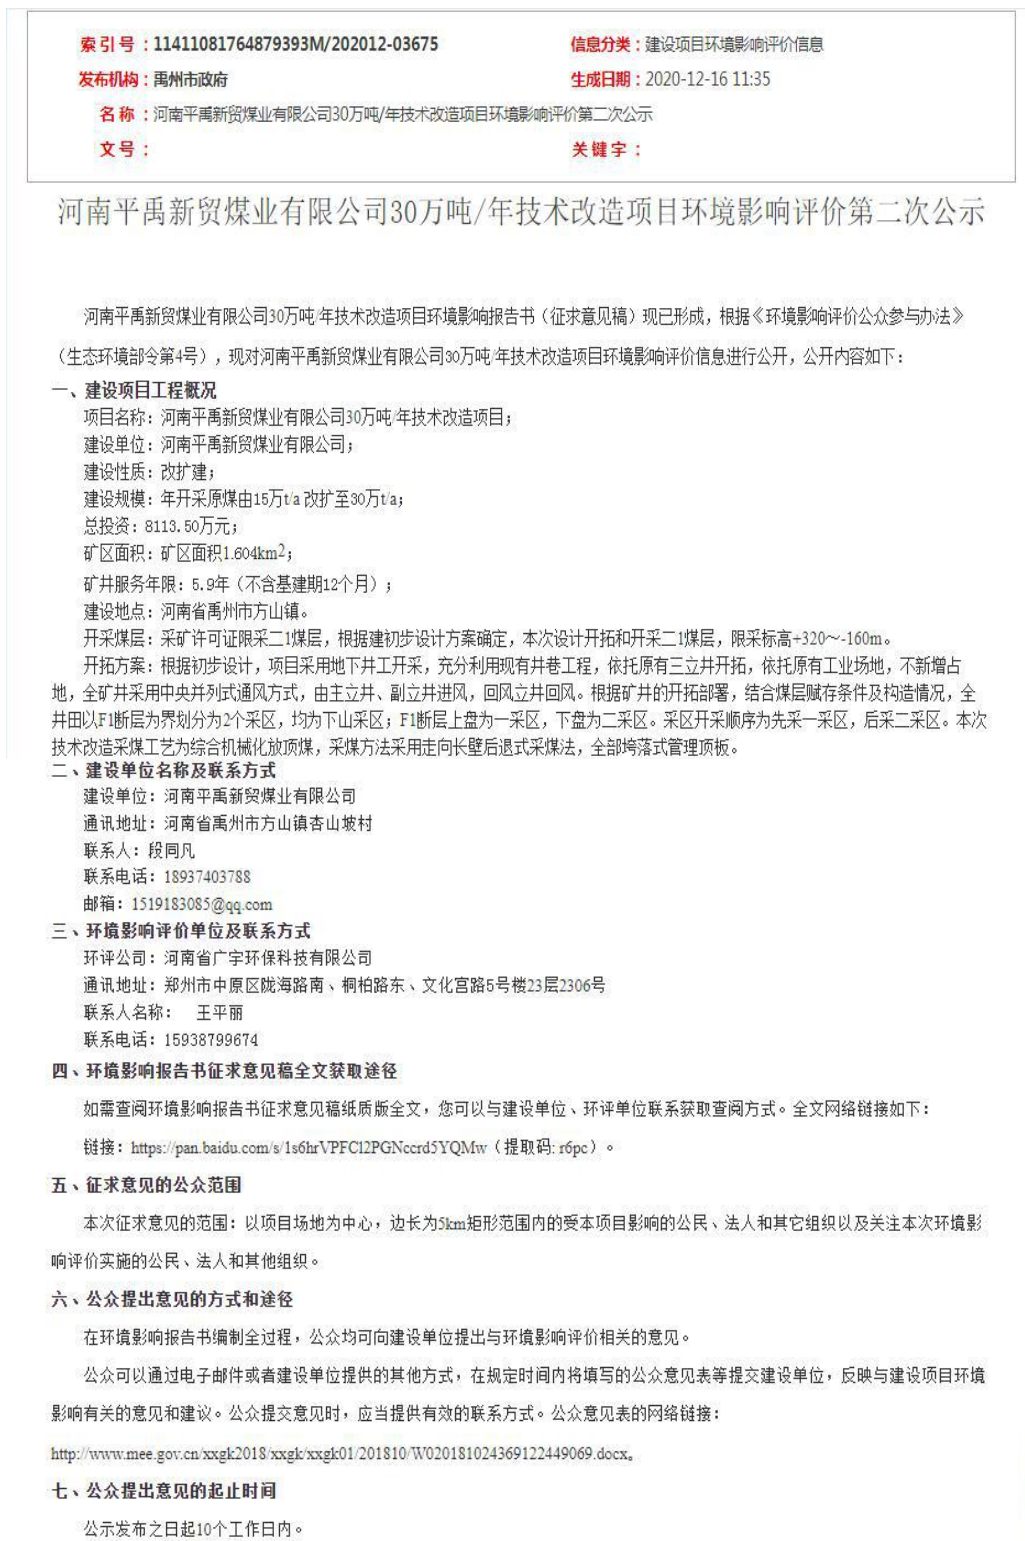 索引号：11411081764879393M/202012-03675 信息分类：建设项目环境影响评价信息
发布机构：禹州市政府 生成日期：2020-12-16 11:35
名称：河南平禹新贸煤业有限公司30万吨/年技术改造项目环境影响评价第二次公示
文号： 关键字：
河南平禹新贸煤业有限公司30万吨/年技术改造项目环境影响评价第二次公示
河南平禹新贸煤业有限公司30万吨/年技术改造项目环境影响报告书（征求意见稿）现已形成，根据《环境影响评价公众参与办法》
（生态环境部令第4号），现对河南平禹新贸煤业有限公司30万吨/年技术改造项目环境影响评价信息进行公开，公开内容如下：
一、建设项目工程概况
项目名称：河南平禹新贸煤业有限公司30万吨/年技术改造项目；
建设单位：河南平禹新贸煤业有限公司；
建设性质：改扩建；
建设规模：年开采原煤由15万t/a 改扩至30万t/a；
总投资：8113.50万元；
矿区面积：矿区面积1.604km2；
矿井服务年限：5.9年（不含基建期12个月）；
建设地点：河南省禹州市方山镇。
开采煤层：采矿许可证限采二1煤层，根据建初步设计方案确定，本次设计开拓和开采二1煤层，限采标高+320～-160m。
开拓方案：根据初步设计，项目采用地下井工开采，充分利用现有井巷工程，依托原有三立井开拓，依托原有工业场地，不新增占
地，全矿井采用中央并列式通风方式，由主立井、副立井进风，回风立井回风。根据矿井的开拓部署，结合煤层赋存条件及构造情况，全
井田以F1断层为界划分为2个采区，均为下山采区；F1断层上盘为一采区，下盘为二采区。采区开采顺序为先采一采区，后采二采区。本次
技术改造采煤工艺为综合机械化放顶煤，采煤方法采用走向长壁后退式采煤法，全部垮落式管理顶板。
二、建设单位名称及联系方式
建设单位：河南平禹新贸煤业有限公司
通讯地址：河南省禹州市方山镇杏山坡村
联系人：段同凡
联系电话：18937403788
邮箱：1519183085@qq.com
三、环境影响评价单位及联系方式
环评公司：河南省广宇环保科技有限公司
通讯地址：郑州市中原区陇海路南、桐柏路东、文化宫路5号楼23层2306号
联系人名称： 王平丽
联系电话：15938799674
四、环境影响报告书征求意见稿全文获取途径
如需查阅环境影响报告书征求意见稿纸质版全文，您可以与建设单位、环评单位联系获取查阅方式。全文网络链接如下：
链接：https://pan.baidu.com/s/1s6hrVPFCl2PGNccrd5YQMw（提取码: r6pc）。
五、征求意见的公众范围
本次征求意见的范围：以项目场地为中心，边长为5km矩形范围内的受本项目影响的公民、法人和其它组织以及关注本次环境影
响评价实施的公民、法人和其他组织。
六、公众提出意见的方式和途径
在环境影响报告书编制全过程，公众均可向建设单位提出与环境影响评价相关的意见。
公众可以通过电子邮件或者建设单位提供的其他方式，在规定时间内将填写的公众意见表等提交建设单位，反映与建设项目环境
影响有关的意见和建议。公众提交意见时，应当提供有效的联系方式。公众意见表的网络链接：
http://www.mee.gov.cn/xxgk2018/xxgk/xxgk01/201810/W020181024369122449069.docx。
七、公众提出意见的起止时间
公示发布之日起10个工作日内。